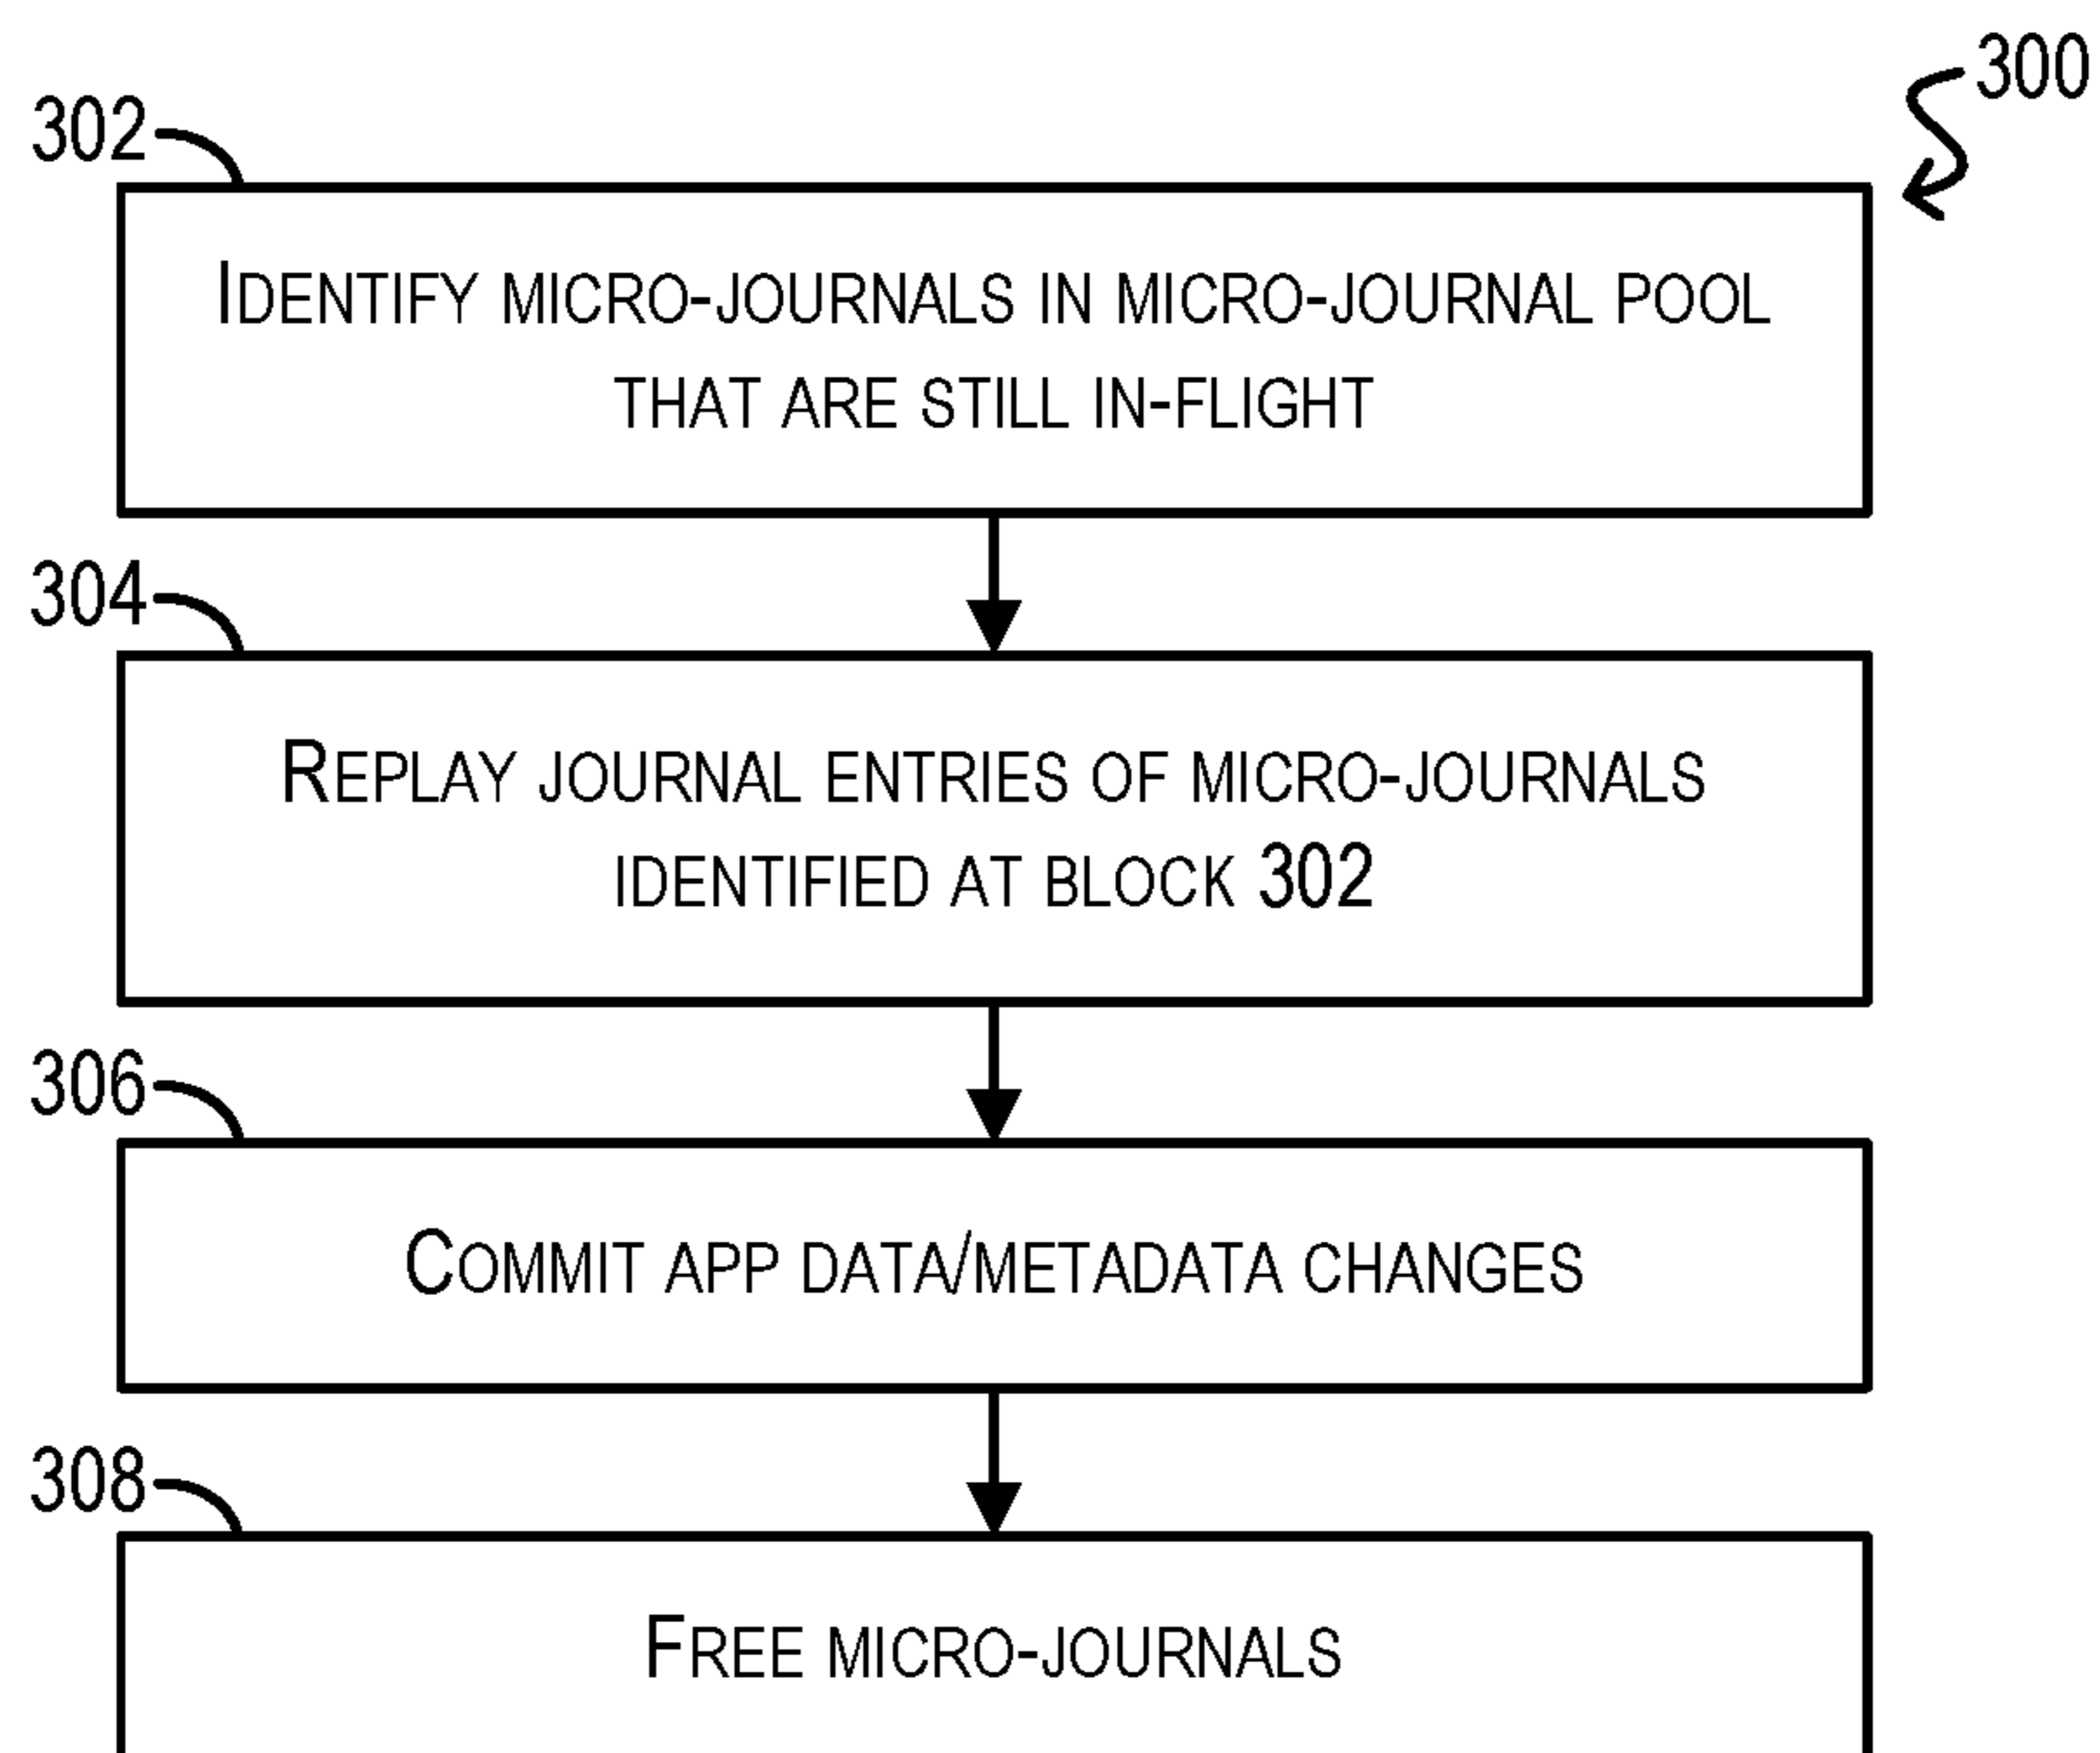 300
302
IDENTIFY MICRO-JOURNALS IN MICRO-JOURNAL POOL
THAT ARE STILL IN-FLIGHT
304
REPLAY JOURNAL ENTRIES OF MICRO-JOURNALS
IDENTIFIED AT BLOCK 302
306
COMMIT APP DATA/METADATA CHANGES
308
FREE MICRO-JOURNALS